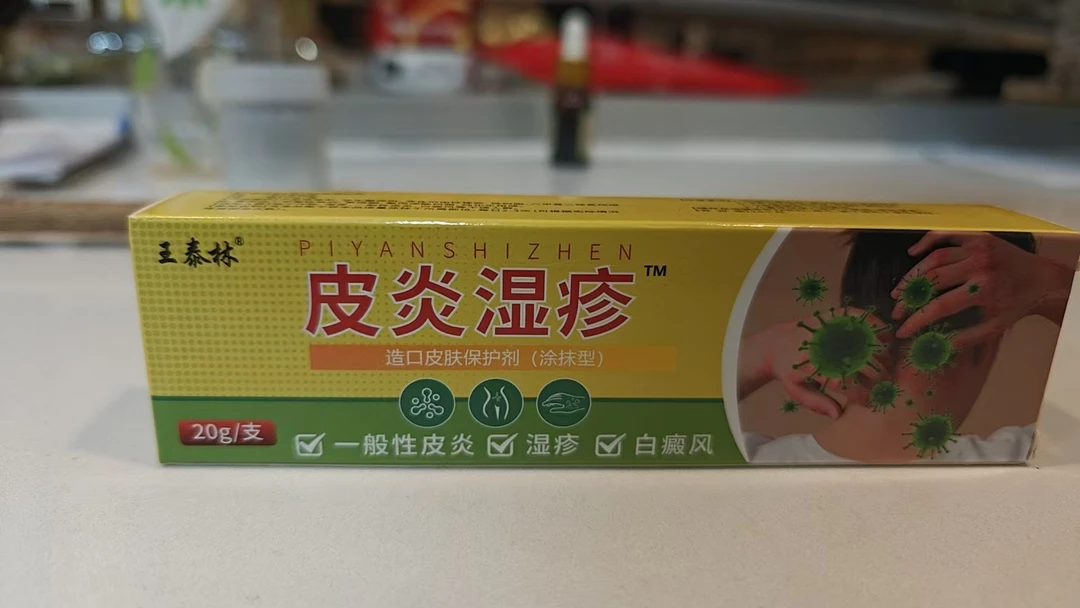 王泰林®
PIYANSHIZHEN
皮炎湿疹™
造口皮肤保护剂（涂抹型）
20g/支
一般性皮炎 湿疹 白癜风